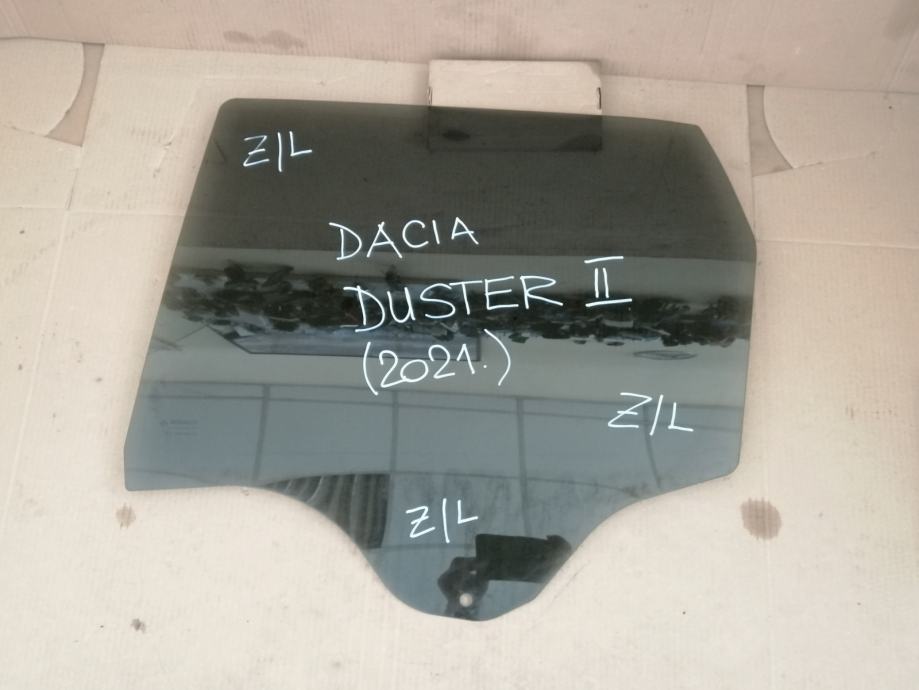 Z/L
DACIA
DUSTER II
(2021.)
Z/L
Z/L